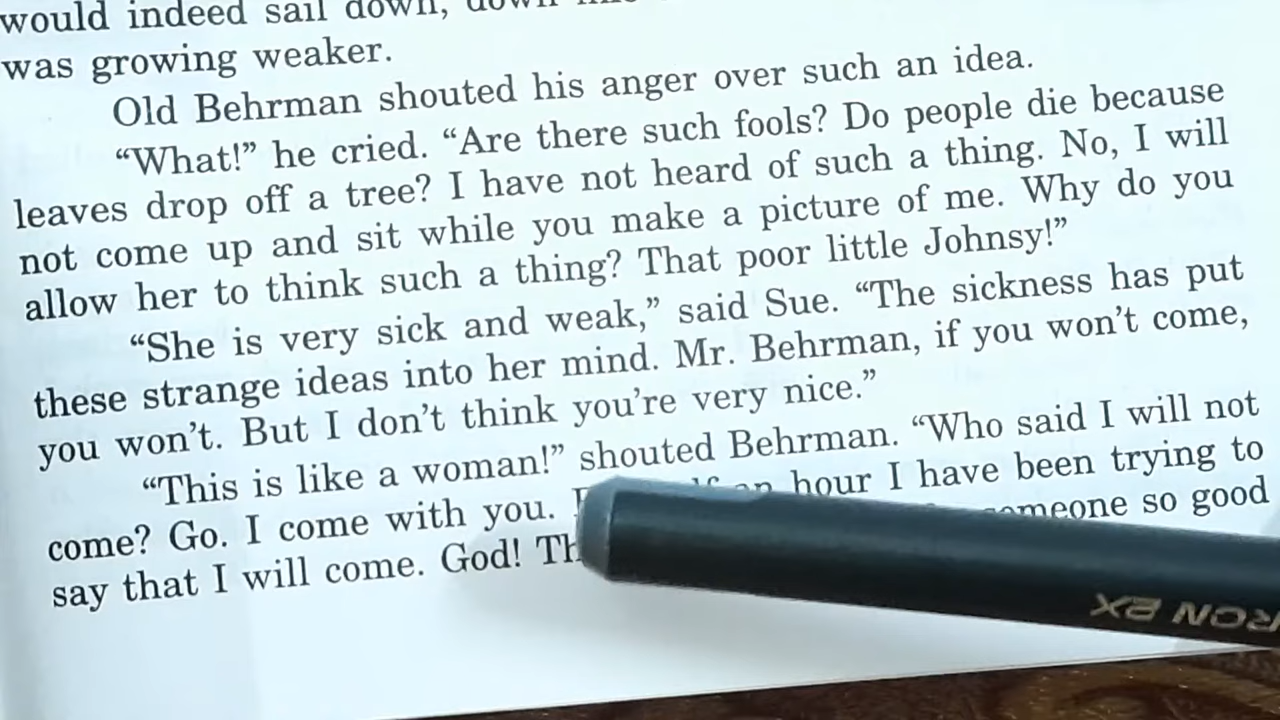 would indeed sail down, down
was growing weaker.
Old Behrman shouted his anger over such an idea.
“What!” he cried. “Are there such fools? Do people die because
leaves drop off a tree? I have not heard of such a thing. No, I will
not come up and sit while you make a picture of me. Why do you
allow her to think such a thing? That poor little Johnsy!”
“She is very sick and weak,” said Sue. “The sickness has put
these strange ideas into her mind. Mr. Behrman, if you won’t come,
you won’t. But I don’t think you’re very nice.”
“This is like a woman!” shouted Behrman. “Who said I will not
come? Go. I come with you. an hour I have been trying to
say that I will come. God! someone so good
RON EX